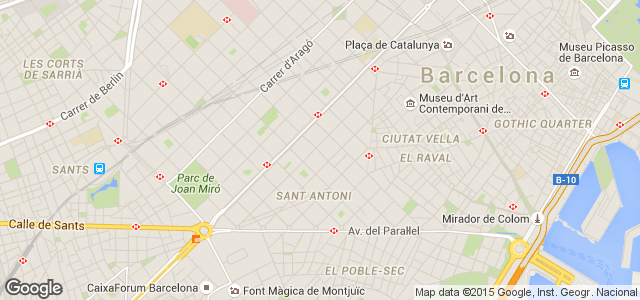 Plaça de Catalunya
Carrer d'Aragó
Museu Picasso
de Barcelona
LES CORTS
DE SARRIÀ
Barcelona
Carrer de Berlin
Museu d'Art
Contemporani de...
GOTHIC QUARTER
CIUTAT VELLA
EL RAVAL
SANTS
Parc de
Joan Miró
B-10
SANT ANTONI
Mirador de Colom
Calle de Sants
Av. del Paral·lel
EL POBLE-SEC
CaixaForum Barcelona
Font Màgica de Montjuïc
Google
Map data ©2015 Google, Inst. Geogr. Nacional